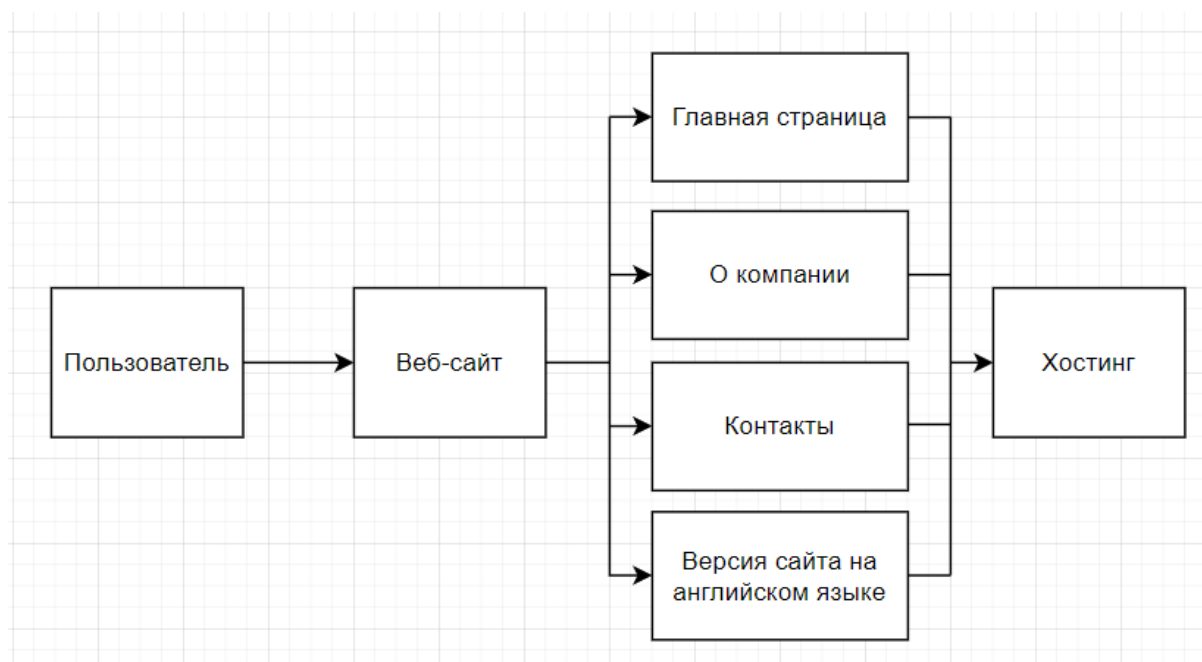 Пользователь
Веб-сайт
Главная страница
О компании
Контакты
Версия сайта на
английском языке
Хостинг